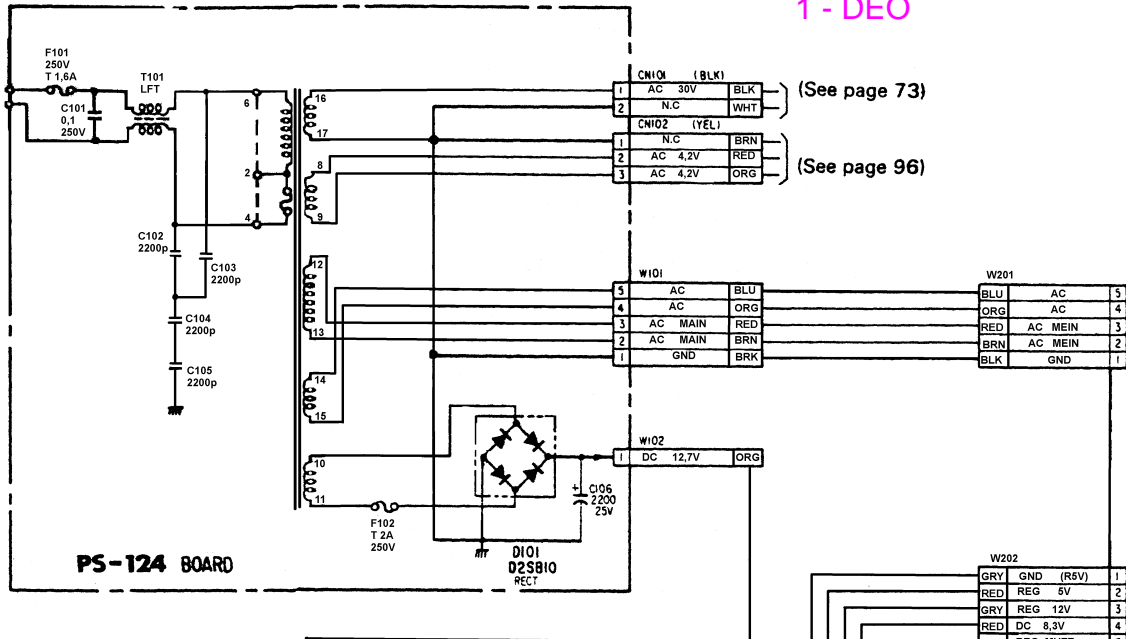 1 - DEO
F101
250V
T 1,6A
T101
LFT
C101
0,1
250V
6
2
4
16
17
8
9
12
13
14
15
10
11
C102
2200p
C103
2200p
C104
2200p
C105
2200p
F102
T 2A
250V
CN101 (BLK)
1 AC 30V BLK
2 N.C WHT
(See page 73)
CN102 (YEL)
1 N.C BRN
2 AC 4,2V RED
3 AC 4,2V ORG
(See page 96)
W101
5 AC BLU
4 AC ORG
3 AC MAIN RED
2 AC MAIN BRN
1 GND BRK
W201
BLU AC 5
ORG AC 4
RED AC MEIN 3
BRN AC MEIN 2
BLK GND 1
W102
1 DC 12,7V ORG
+ C106
2200
25V
D101
D2SB10
RECT
PS-124 BOARD
W202
GRY GND (R5V) 1
RED REG 5V 2
GRY REG 12V 3
RED DC 8,3V 4